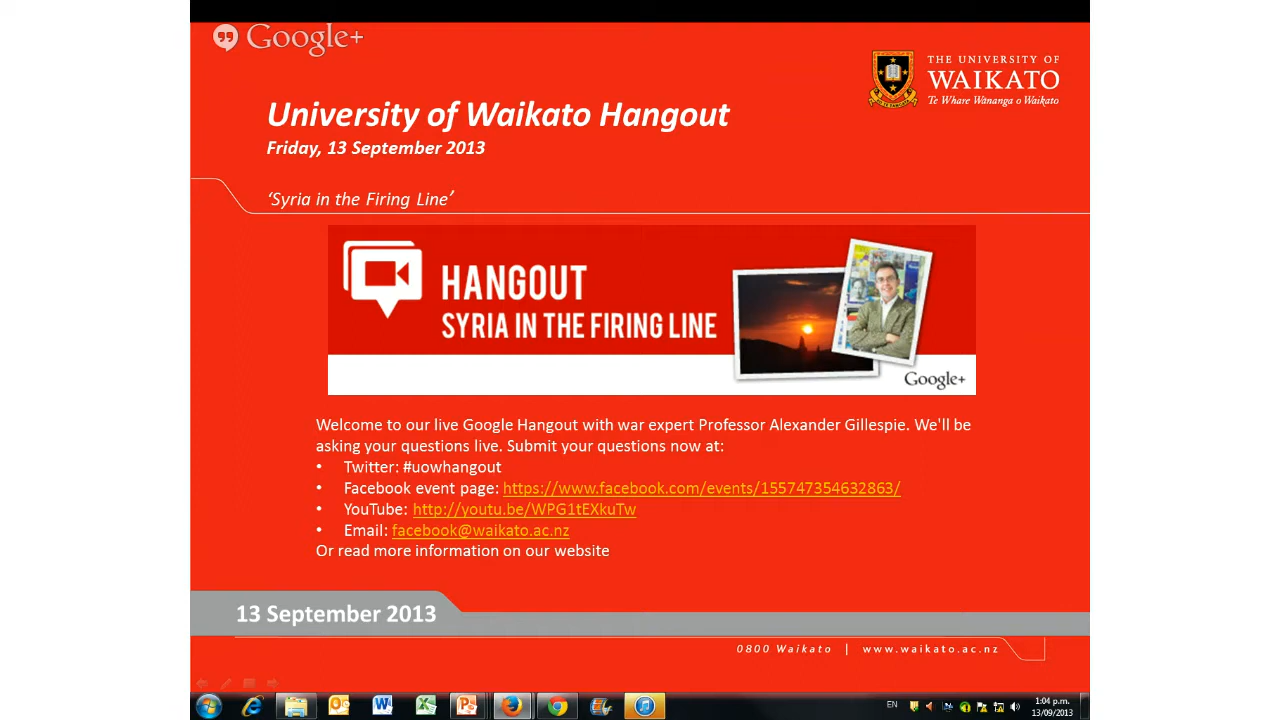 Google+
THE UNIVERSITY OF
WAIKATO
Te Whare Wānanga o Waikato
University of Waikato Hangout
Friday, 13 September 2013
‘Syria in the Firing Line’
HANGOUT
SYRIA IN THE FIRING LINE
Google+
Welcome to our live Google Hangout with war expert Professor Alexander Gillespie. We'll be
asking your questions live. Submit your questions now at:
• Twitter: #uowhangout
• Facebook event page: https://www.facebook.com/events/155747354632863/
• YouTube: http://youtu.be/WPG1tEXkuTw
• Email: facebook@waikato.ac.nz
Or read more information on our website
13 September 2013
0800 Waikato | www.waikato.ac.nz
EN
1:04 p.m.
13/09/2013